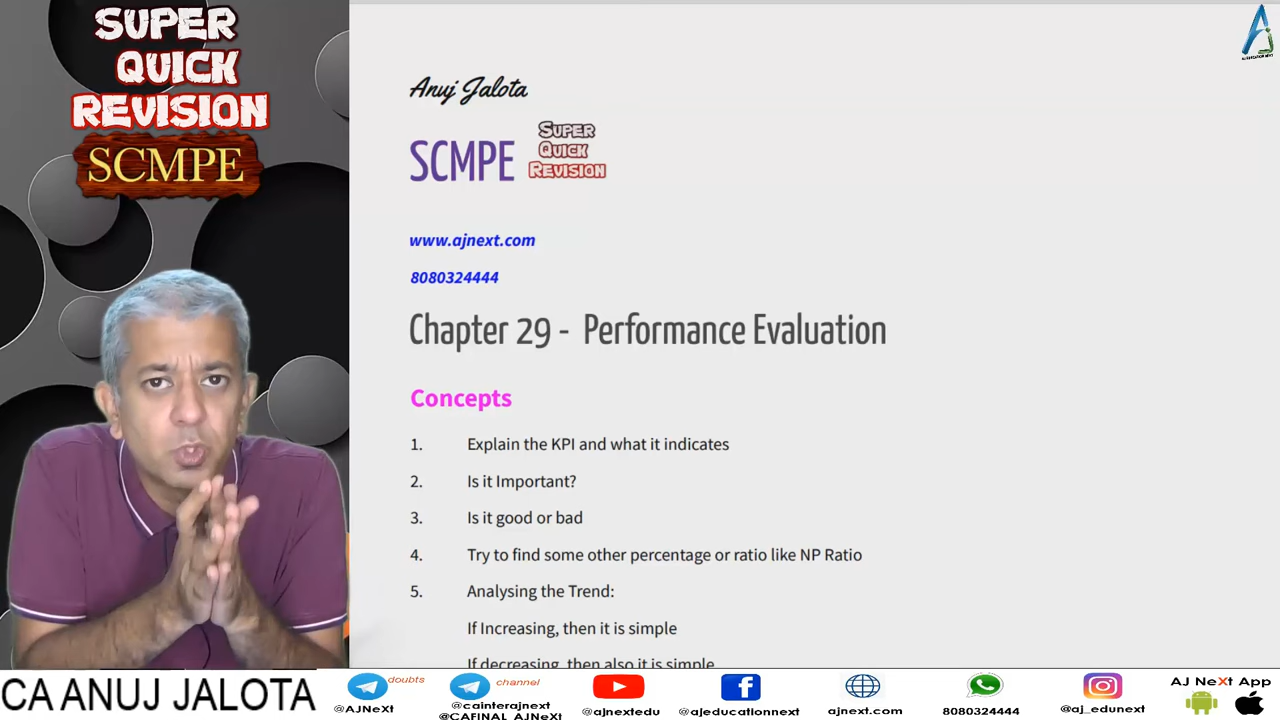 SUPER
QUICK
REVISION
SCMPE
Anuj Jalota
SCMPE
SUPER
QUICK
REVISION
www.ajnext.com
8080324444
Chapter 29 - Performance Evaluation
Concepts
1. Explain the KPI and what it indicates
2. Is it Important?
3. Is it good or bad
4. Try to find some other percentage or ratio like NP Ratio
5. Analysing the Trend:
If Increasing, then it is simple
If decreasing, then also it is simple
CA ANUJ JALOTA
doubts
@AJNeXt
channel
@cainterajnext
@CAFINAL_AJNeXt
@ajnextedu
@ajeducationnext
ajnext.com
8080324444
@aj_edunext
AJ NeXt App